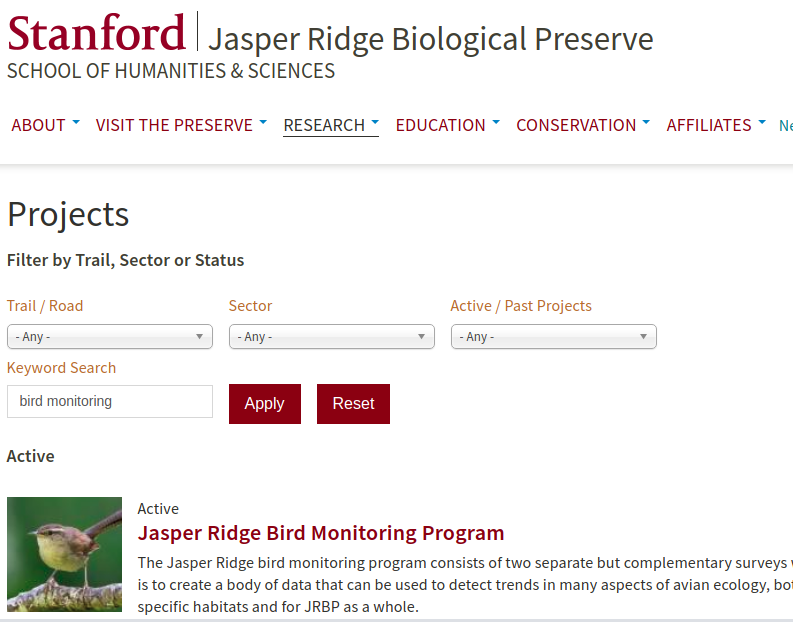 Stanford Jasper Ridge Biological Preserve
SCHOOL OF HUMANITIES & SCIENCES
ABOUT VISIT THE PRESERVE RESEARCH EDUCATION CONSERVATION AFFILIATES
Projects
Filter by Trail, Sector or Status
Trail / Road Sector Active / Past Projects
- Any - - Any - - Any -
Keyword Search
bird monitoring Apply Reset
Active
Active
Jasper Ridge Bird Monitoring Program
The Jasper Ridge bird monitoring program consists of two separate but complementary surveys
is to create a body of data that can be used to detect trends in many aspects of avian ecology,
specific habitats and for JRBP as a whole.